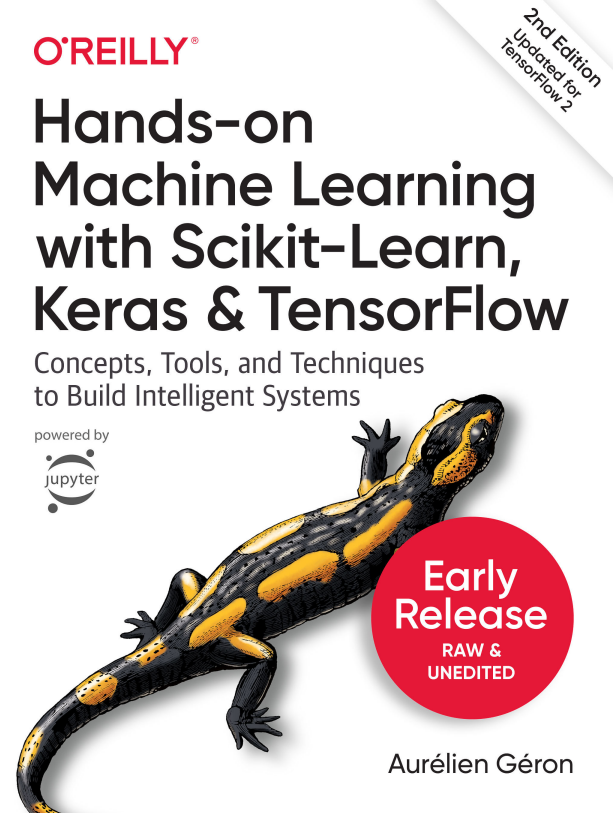 O'REILLY®
2nd Edition
Updated for
TensorFlow 2
Hands-on
Machine Learning
with Scikit-Learn,
Keras & TensorFlow
Concepts, Tools, and Techniques
to Build Intelligent Systems
powered by
jupyter
Early
Release
RAW &
UNEDITED
Aurélien Géron